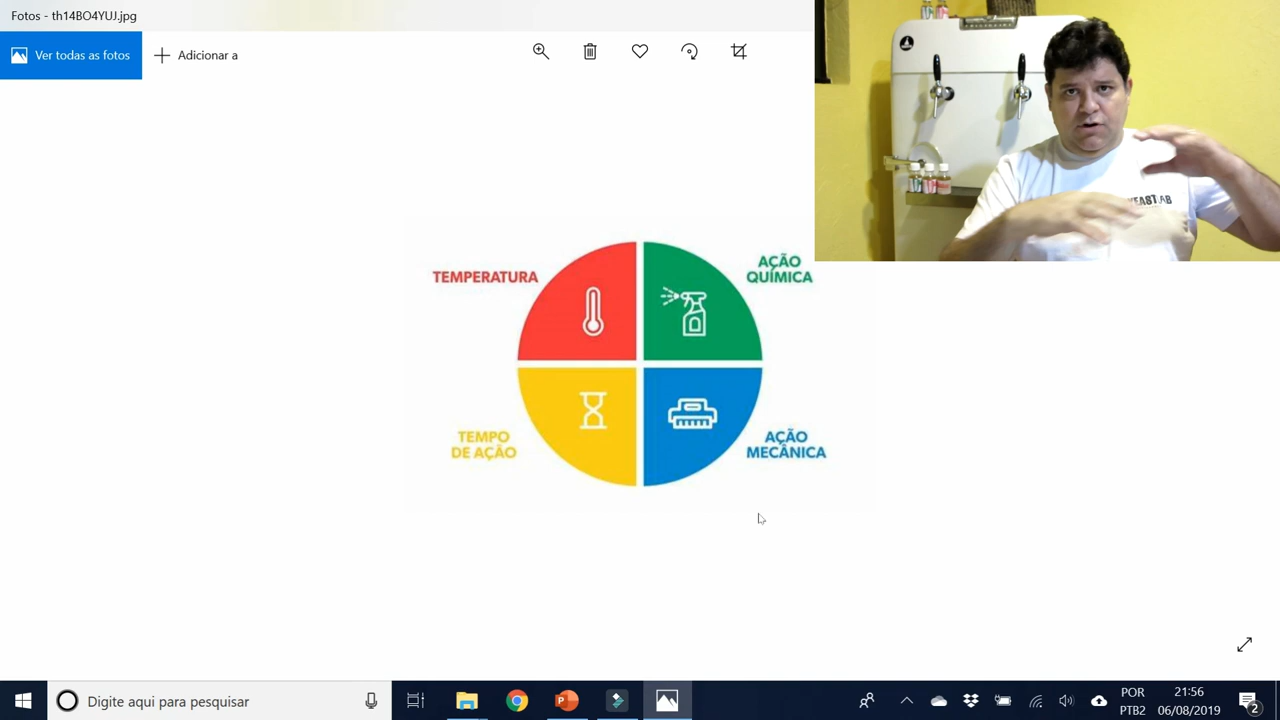 Fotos - th14BO4YUJ.jpg
Ver todas as fotos
Adicionar a
TEMPERATURA
AÇÃO
QUÍMICA
TEMPO
DE AÇÃO
AÇÃO
MECÂNICA
Digite aqui para pesquisar
POR
PTB2
21:56
06/08/2019
2